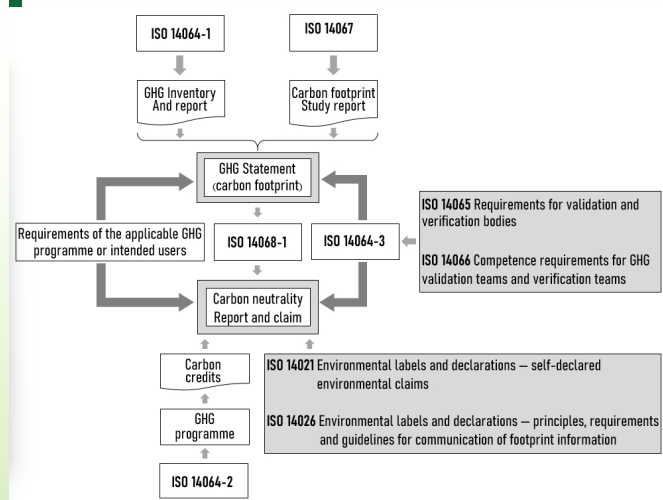 ISO 14064-1
ISO 14067
GHG Inventory
And report
Carbon footprint
Study report
GHG Statement
(carbon footprint)
Requirements of the applicable GHG
programme or intended users
ISO 14068-1
ISO 14064-3
ISO 14065 Requirements for validation and
verification bodies
ISO 14066 Competence requirements for GHG
validation teams and verification teams
Carbon neutrality
Report and claim
Carbon
credits
GHG
programme
ISO 14064-2
ISO 14021 Environmental labels and declarations — self-declared
environmental claims
ISO 14026 Environmental labels and declarations — principles, requirements
and guidelines for communication of footprint information